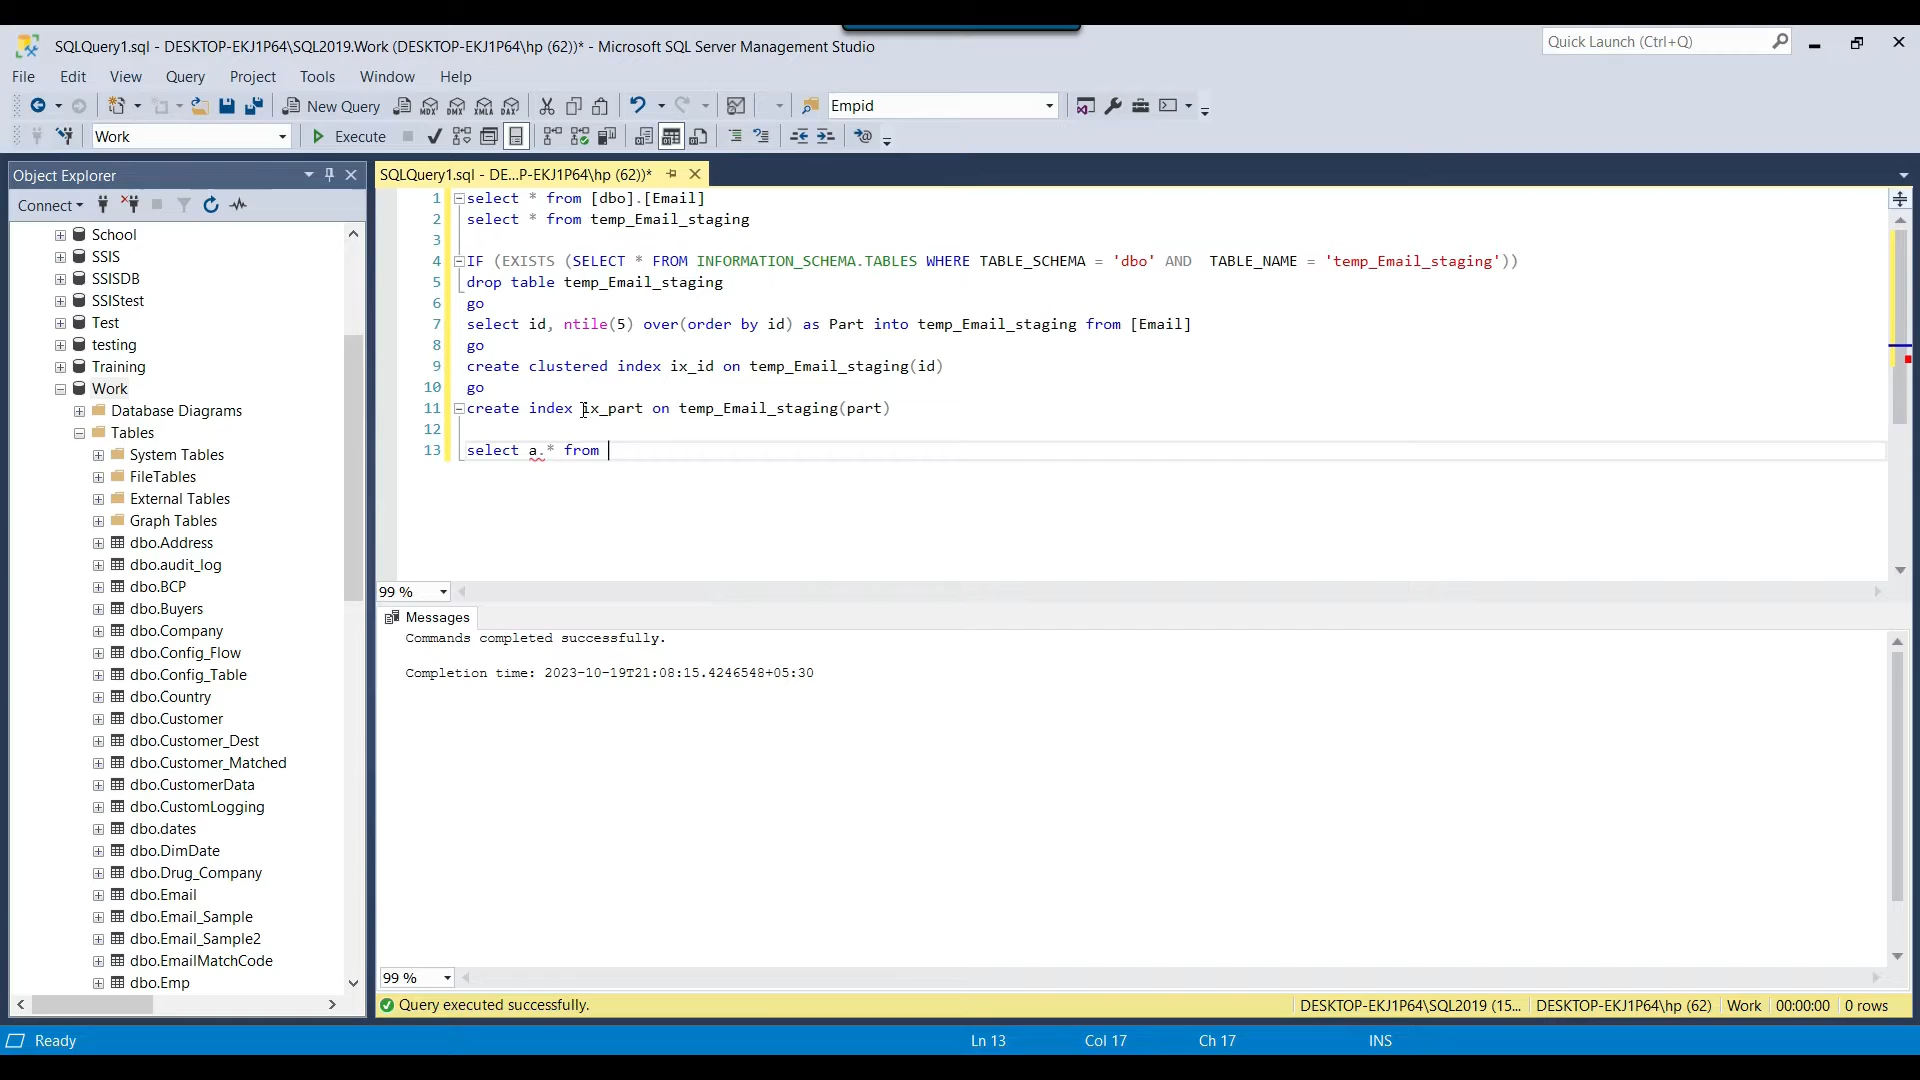 SQLQuery1.sql - DESKTOP-EKJ1P64\SQL2019.Work (DESKTOP-EKJ1P64\hp (62))* - Microsoft SQL Server Management Studio
Quick Launch (Ctrl+Q)
File Edit View Query Project Tools Window Help
New Query MDX DMX XMLA DAX Empid
Work Execute
Object Explorer
Connect
School
SSIS
SSISDB
SSIStest
Test
testing
Training
Work
Database Diagrams
Tables
System Tables
FileTables
External Tables
Graph Tables
dbo.Address
dbo.audit_log
dbo.BCP
dbo.Buyers
dbo.Company
dbo.Config_Flow
dbo.Config_Table
dbo.Country
dbo.Customer
dbo.Customer_Dest
dbo.Customer_Matched
dbo.CustomerData
dbo.CustomLogging
dbo.dates
dbo.DimDate
dbo.Drug_Company
dbo.Email
dbo.Email_Sample
dbo.Email_Sample2
dbo.EmailMatchCode
dbo.Emp
SQLQuery1.sql - DE...P-EKJ1P64\hp (62))*
1 select * from [dbo].[Email]
2 select * from temp_Email_staging
3
4 IF (EXISTS (SELECT * FROM INFORMATION_SCHEMA.TABLES WHERE TABLE_SCHEMA = 'dbo' AND  TABLE_NAME = 'temp_Email_staging'))
5 drop table temp_Email_staging
6 go
7 select id, ntile(5) over(order by id) as Part into temp_Email_staging from [Email]
8 go
9 create clustered index ix_id on temp_Email_staging(id)
10 go
11 create index ix_part on temp_Email_staging(part)
12
13 select a.* from
99 %
Messages
Commands completed successfully.
Completion time: 2023-10-19T21:08:15.4246548+05:30
99 %
Query executed successfully.
DESKTOP-EKJ1P64\SQL2019 (15... DESKTOP-EKJ1P64\hp (62) Work 00:00:00 0 rows
Ready Ln 13 Col 17 Ch 17 INS